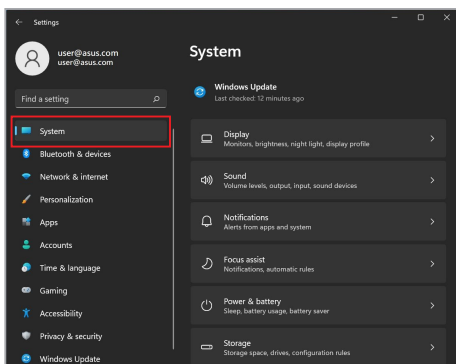 Settings
user@asus.com
user@asus.com
Find a setting
System
Bluetooth & devices
Network & internet
Personalization
Apps
Accounts
Time & language
Gaming
Accessibility
Privacy & security
Windows Update
System
Windows Update
Last checked: 12 minutes ago
Display
Monitors, brightness, night light, display profile
Sound
Volume levels, output, input, sound devices
Notifications
Alerts from apps and system
Focus assist
Notifications, automatic rules
Power & battery
Sleep, battery usage, battery saver
Storage
Storage space, drives, configuration rules